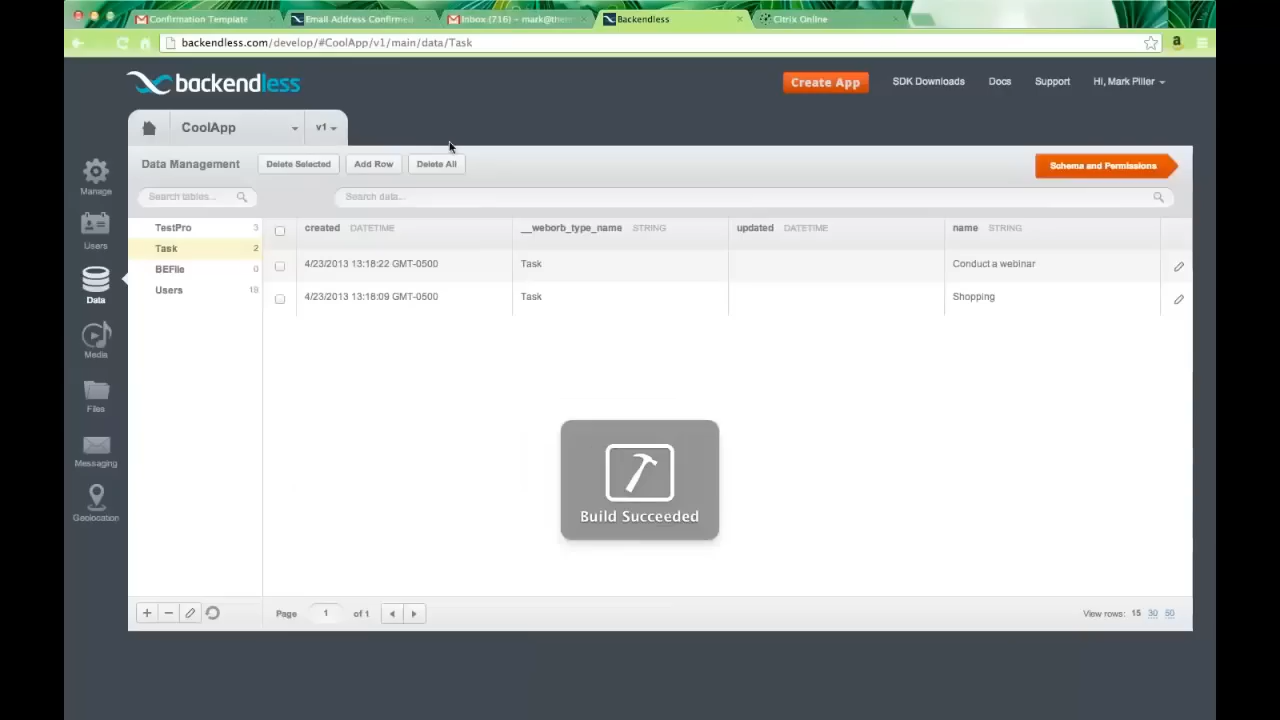 Confirmation Template
Email Address Confirmed
Inbox (716) – mark@them
Backendless
Citrix Online
backendless.com/develop/#CoolApp/v1/main/data/Task
backendless
Create App
SDK Downloads
Docs
Support
Hi, Mark Piller
CoolApp
v1
Data Management
Delete Selected
Add Row
Delete All
Schema and Permissions
Search tables...
Search data...
Manage
Users
Data
Media
Files
Messaging
Geolocation
TestPro 3
Task 2
BEFile 0
Users 18
created DATETIME __weborb_type_name STRING updated DATETIME name STRING
4/23/2013 13:18:22 GMT-0500 Task Conduct a webinar
4/23/2013 13:18:09 GMT-0500 Task Shopping
Build Succeeded
Page 1 of 1
View rows: 15 30 50